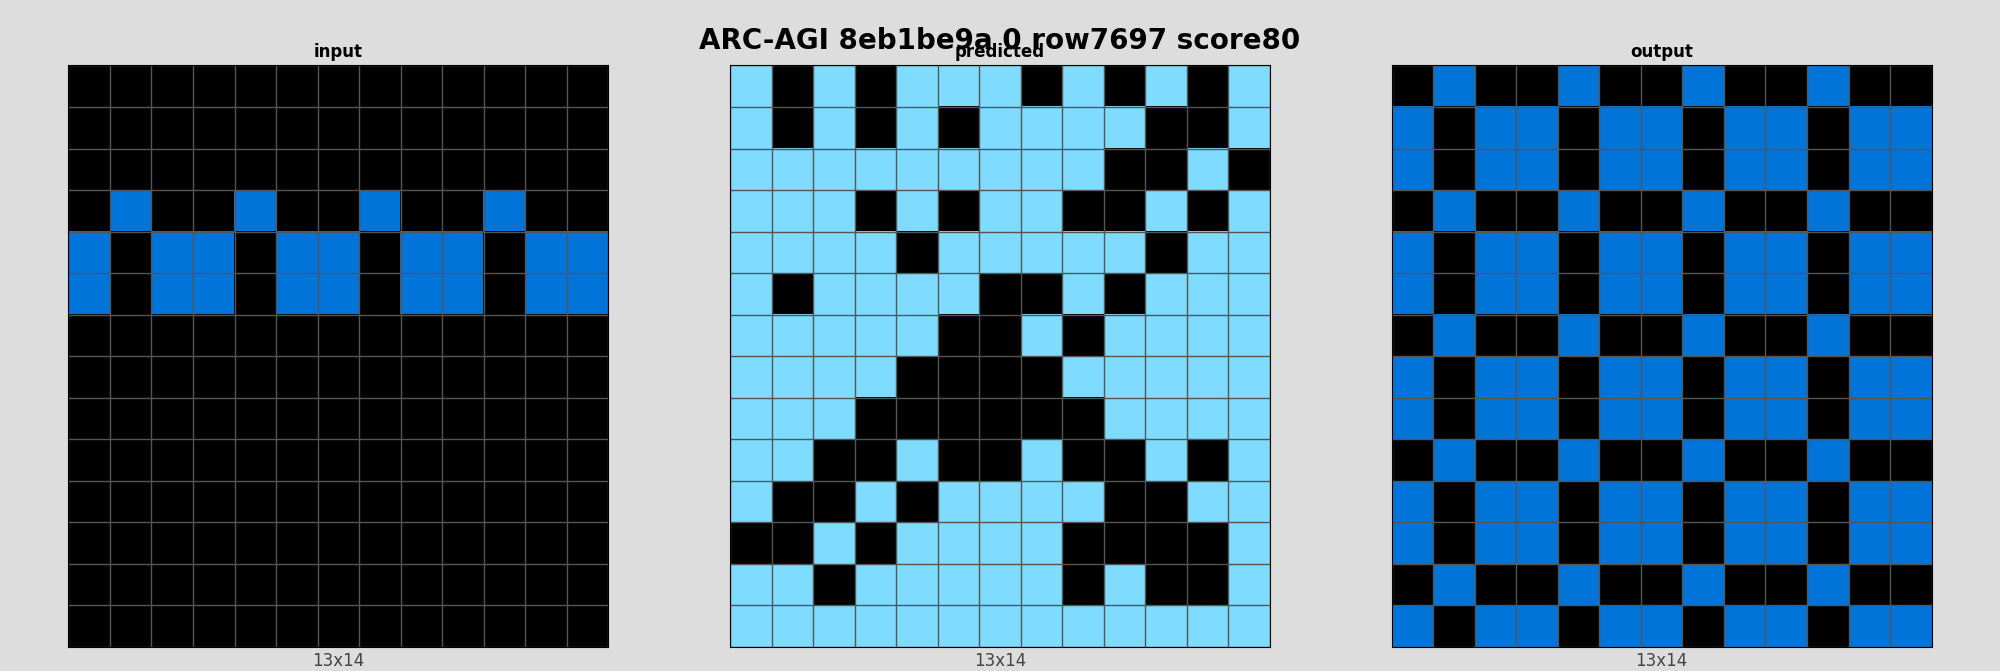 ARC-AGI 8eb1be9a 0 row7697 score80
input
predicted
output
13x14
13x14
13x14